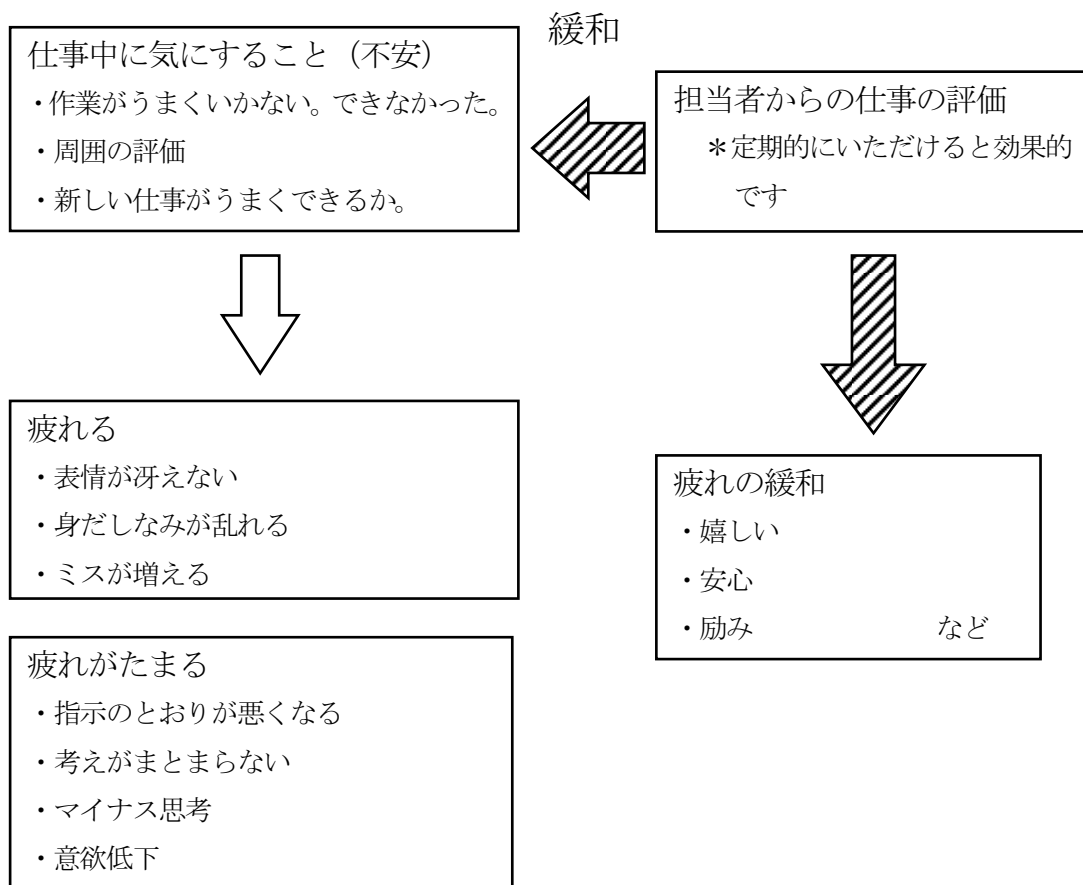 緩和
仕事中に気にすること（不安）
・作業がうまくいかない。できなかった。
・周囲の評価
・新しい仕事がうまくできるか。
担当者からの仕事の評価
＊定期的にいただけると効果的
です
疲れる
・表情が冴えない
・身だしなみが乱れる
・ミスが増える
疲れの緩和
・嬉しい
・安心
・励み　　　　　など
疲れがたまる
・指示のとおりが悪くなる
・考えがまとまらない
・マイナス思考
・意欲低下